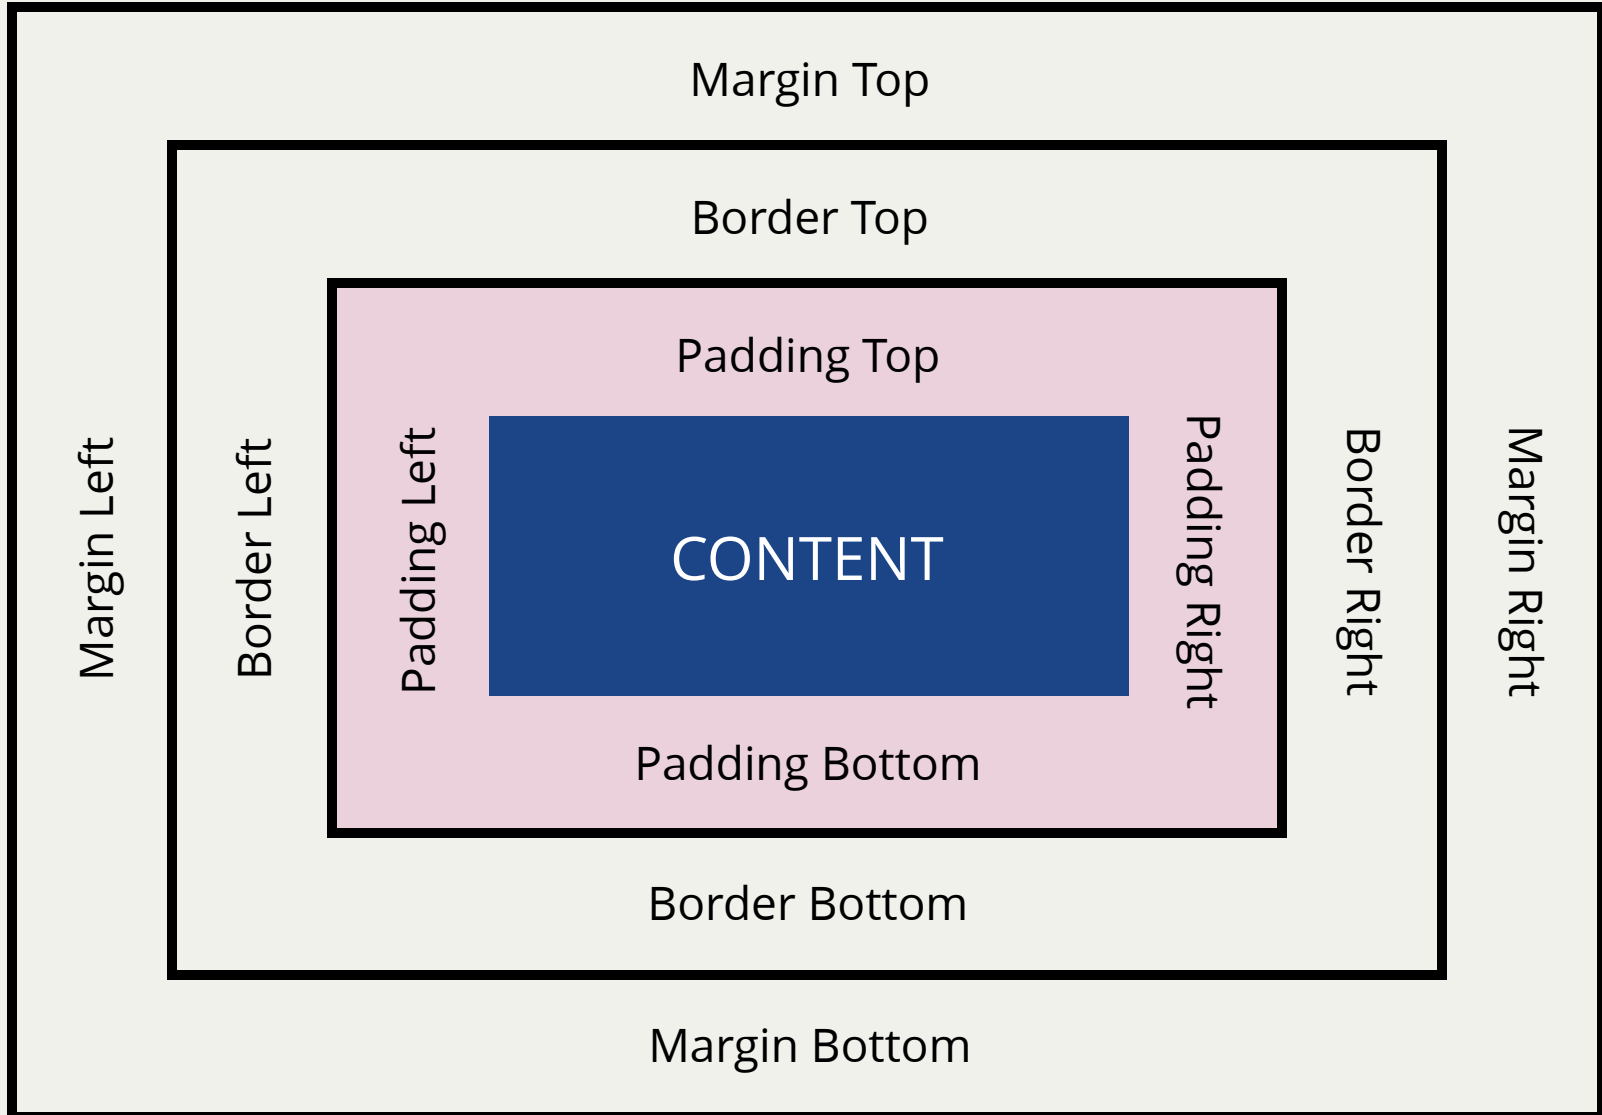 Margin Top
Border Top
Padding Top
Margin Left
Border Left
Padding Left
CONTENT
Padding Right
Border Right
Margin Right
Padding Bottom
Border Bottom
Margin Bottom